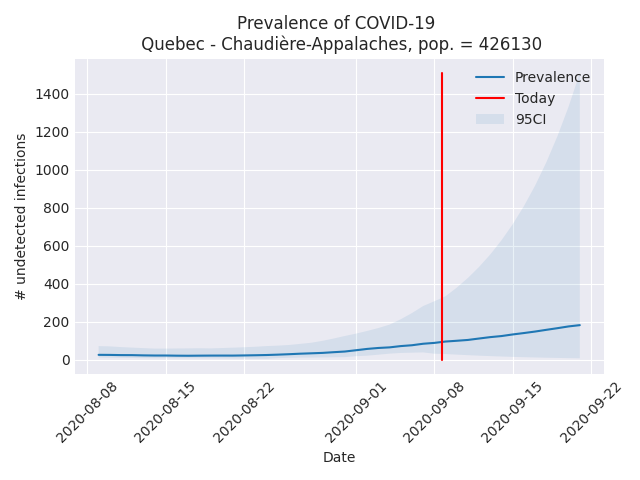 Prevalence of COVID-19
Quebec - Chaudière-Appalaches, pop. = 426130
Prevalence
Today
95CI
# undetected infections
1400
1200
1000
800
600
400
200
0
2020-08-08
2020-08-15
2020-08-22
2020-09-01
2020-09-08
2020-09-15
2020-09-22
Date